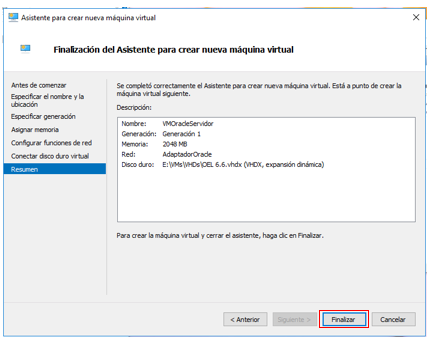 Asistente para crear nueva máquina virtual
Finalización del Asistente para crear nueva máquina virtual
Antes de comenzar
Especificar el nombre y la
ubicación
Especificar generación
Asignar memoria
Configurar funciones de red
Conectar disco duro virtual
Resumen
Se completó correctamente el Asistente para crear nueva máquina virtual. Está a punto de crear la
máquina virtual siguiente.
Descripción:
Nombre: VMOracleServidor
Generación: Generación 1
Memoria: 2048 MB
Red: AdaptadorOracle
Disco duro: E:\VMs\VHDs\OEL 6.6.vhdx (VHDX, expansión dinámica)
Para crear la máquina virtual y cerrar el asistente, haga clic en Finalizar.
< Anterior
Siguiente >
Finalizar
Cancelar